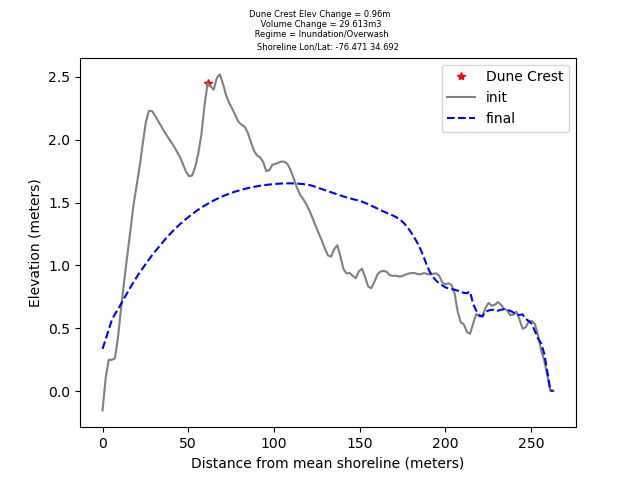 Dune Crest Elev Change = 0.96m
Volume Change = 29.613m3
Regime = Inundation/Overwash
Shoreline Lon/Lat: -76.471 34.692
Dune Crest
init
final
Elevation (meters)
2.5
2.0
1.5
1.0
0.5
0.0
0 50 100 150 200 250
Distance from mean shoreline (meters)